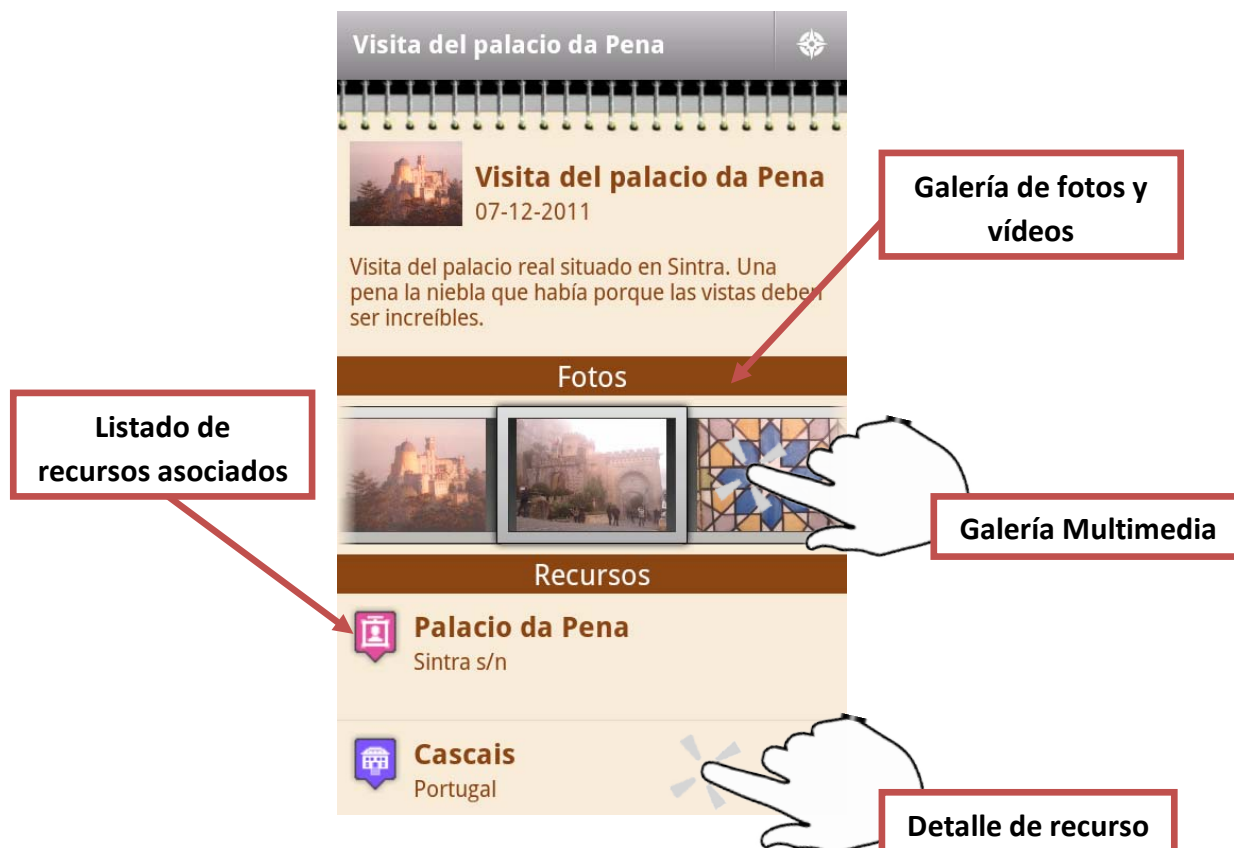 Visita del palacio da Pena
Visita del palacio da Pena
07-12-2011
Galería de fotos y
vídeos
Visita del palacio real situado en Sintra. Una
pena la niebla que había porque las vistas deben
ser increíbles.
Fotos
Listado de
recursos asociados
Galería Multimedia
Recursos
Palacio da Pena
Sintra s/n
Cascais
Portugal
Detalle de recurso